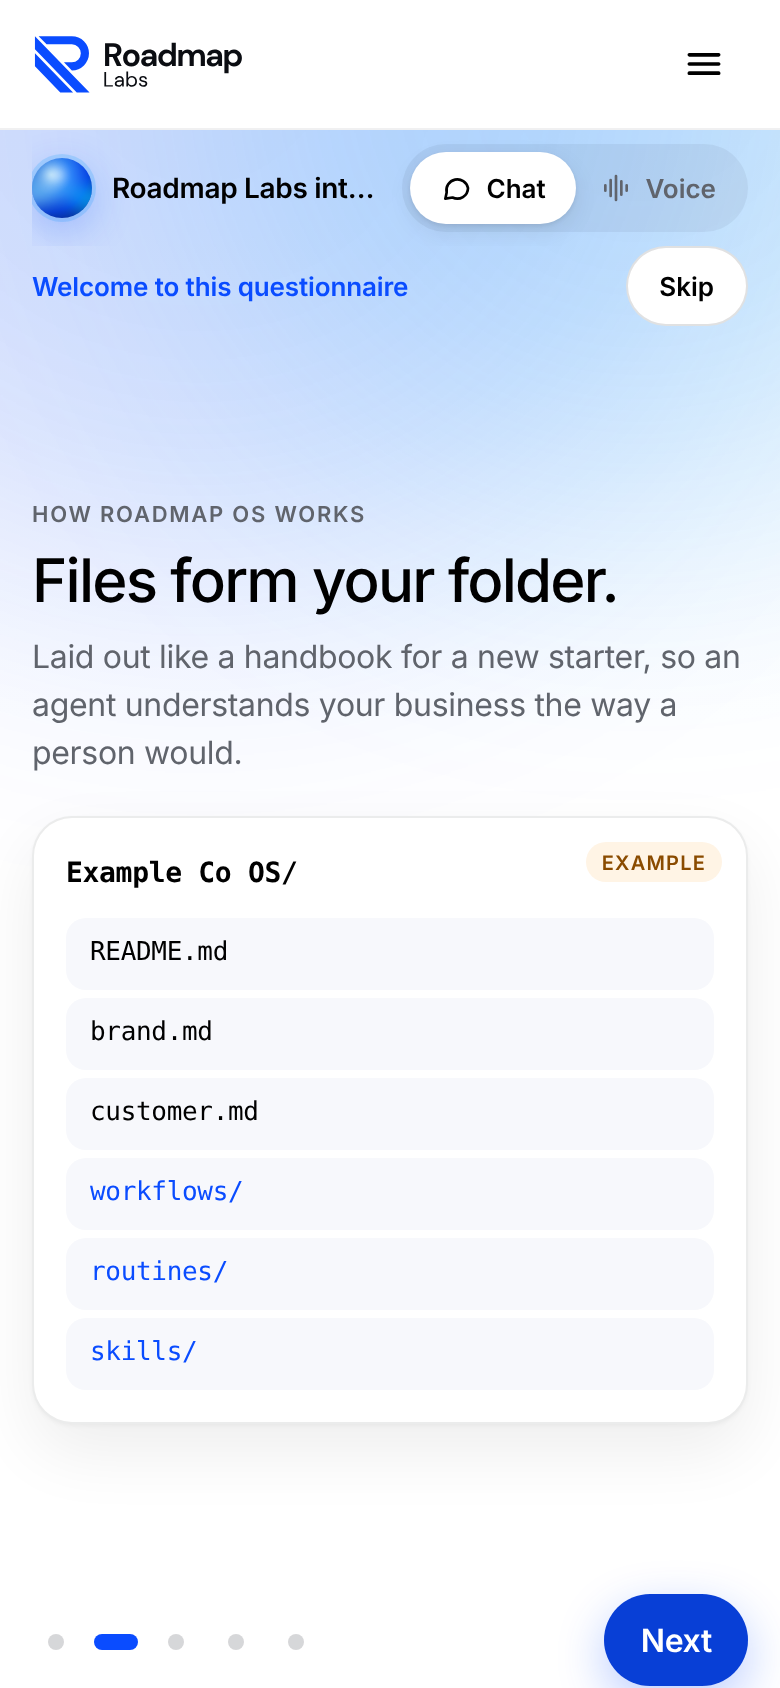 Roadmap
Labs
Roadmap Labs int...
Chat
Voice
Welcome to this questionnaire
Skip
HOW ROADMAP OS WORKS
Files form your folder.
Laid out like a handbook for a new starter, so an
agent understands your business the way a
person would.
Example Co OS/
EXAMPLE
README.md
brand.md
customer.md
workflows/
routines/
skills/
Next